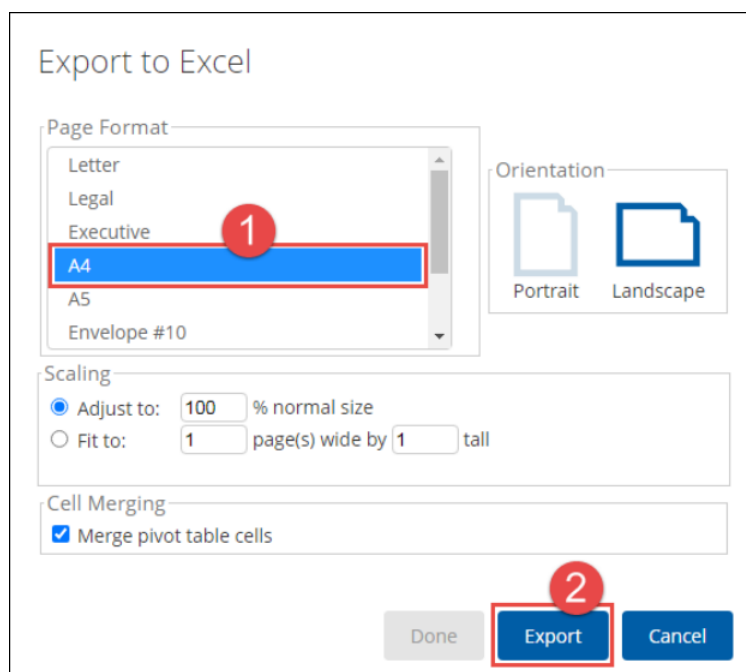 Export to Excel
Page Format
Letter
Legal
Executive
1
A4
A5
Envelope #10
Orientation
Portrait Landscape
Scaling
Adjust to: 100 % normal size
Fit to: 1 page(s) wide by 1 tall
Cell Merging
Merge pivot table cells
2
Done Export Cancel